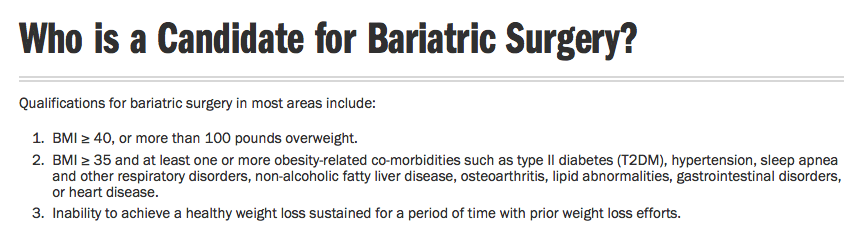 Who is a Candidate for Bariatric Surgery?
Qualifications for bariatric surgery in most areas include:
1. BMI ≥ 40, or more than 100 pounds overweight.
2. BMI ≥ 35 and at least one or more obesity-related co-morbidities such as type II diabetes (T2DM), hypertension, sleep apnea
and other respiratory disorders, non-alcoholic fatty liver disease, osteoarthritis, lipid abnormalities, gastrointestinal disorders,
or heart disease.
3. Inability to achieve a healthy weight loss sustained for a period of time with prior weight loss efforts.